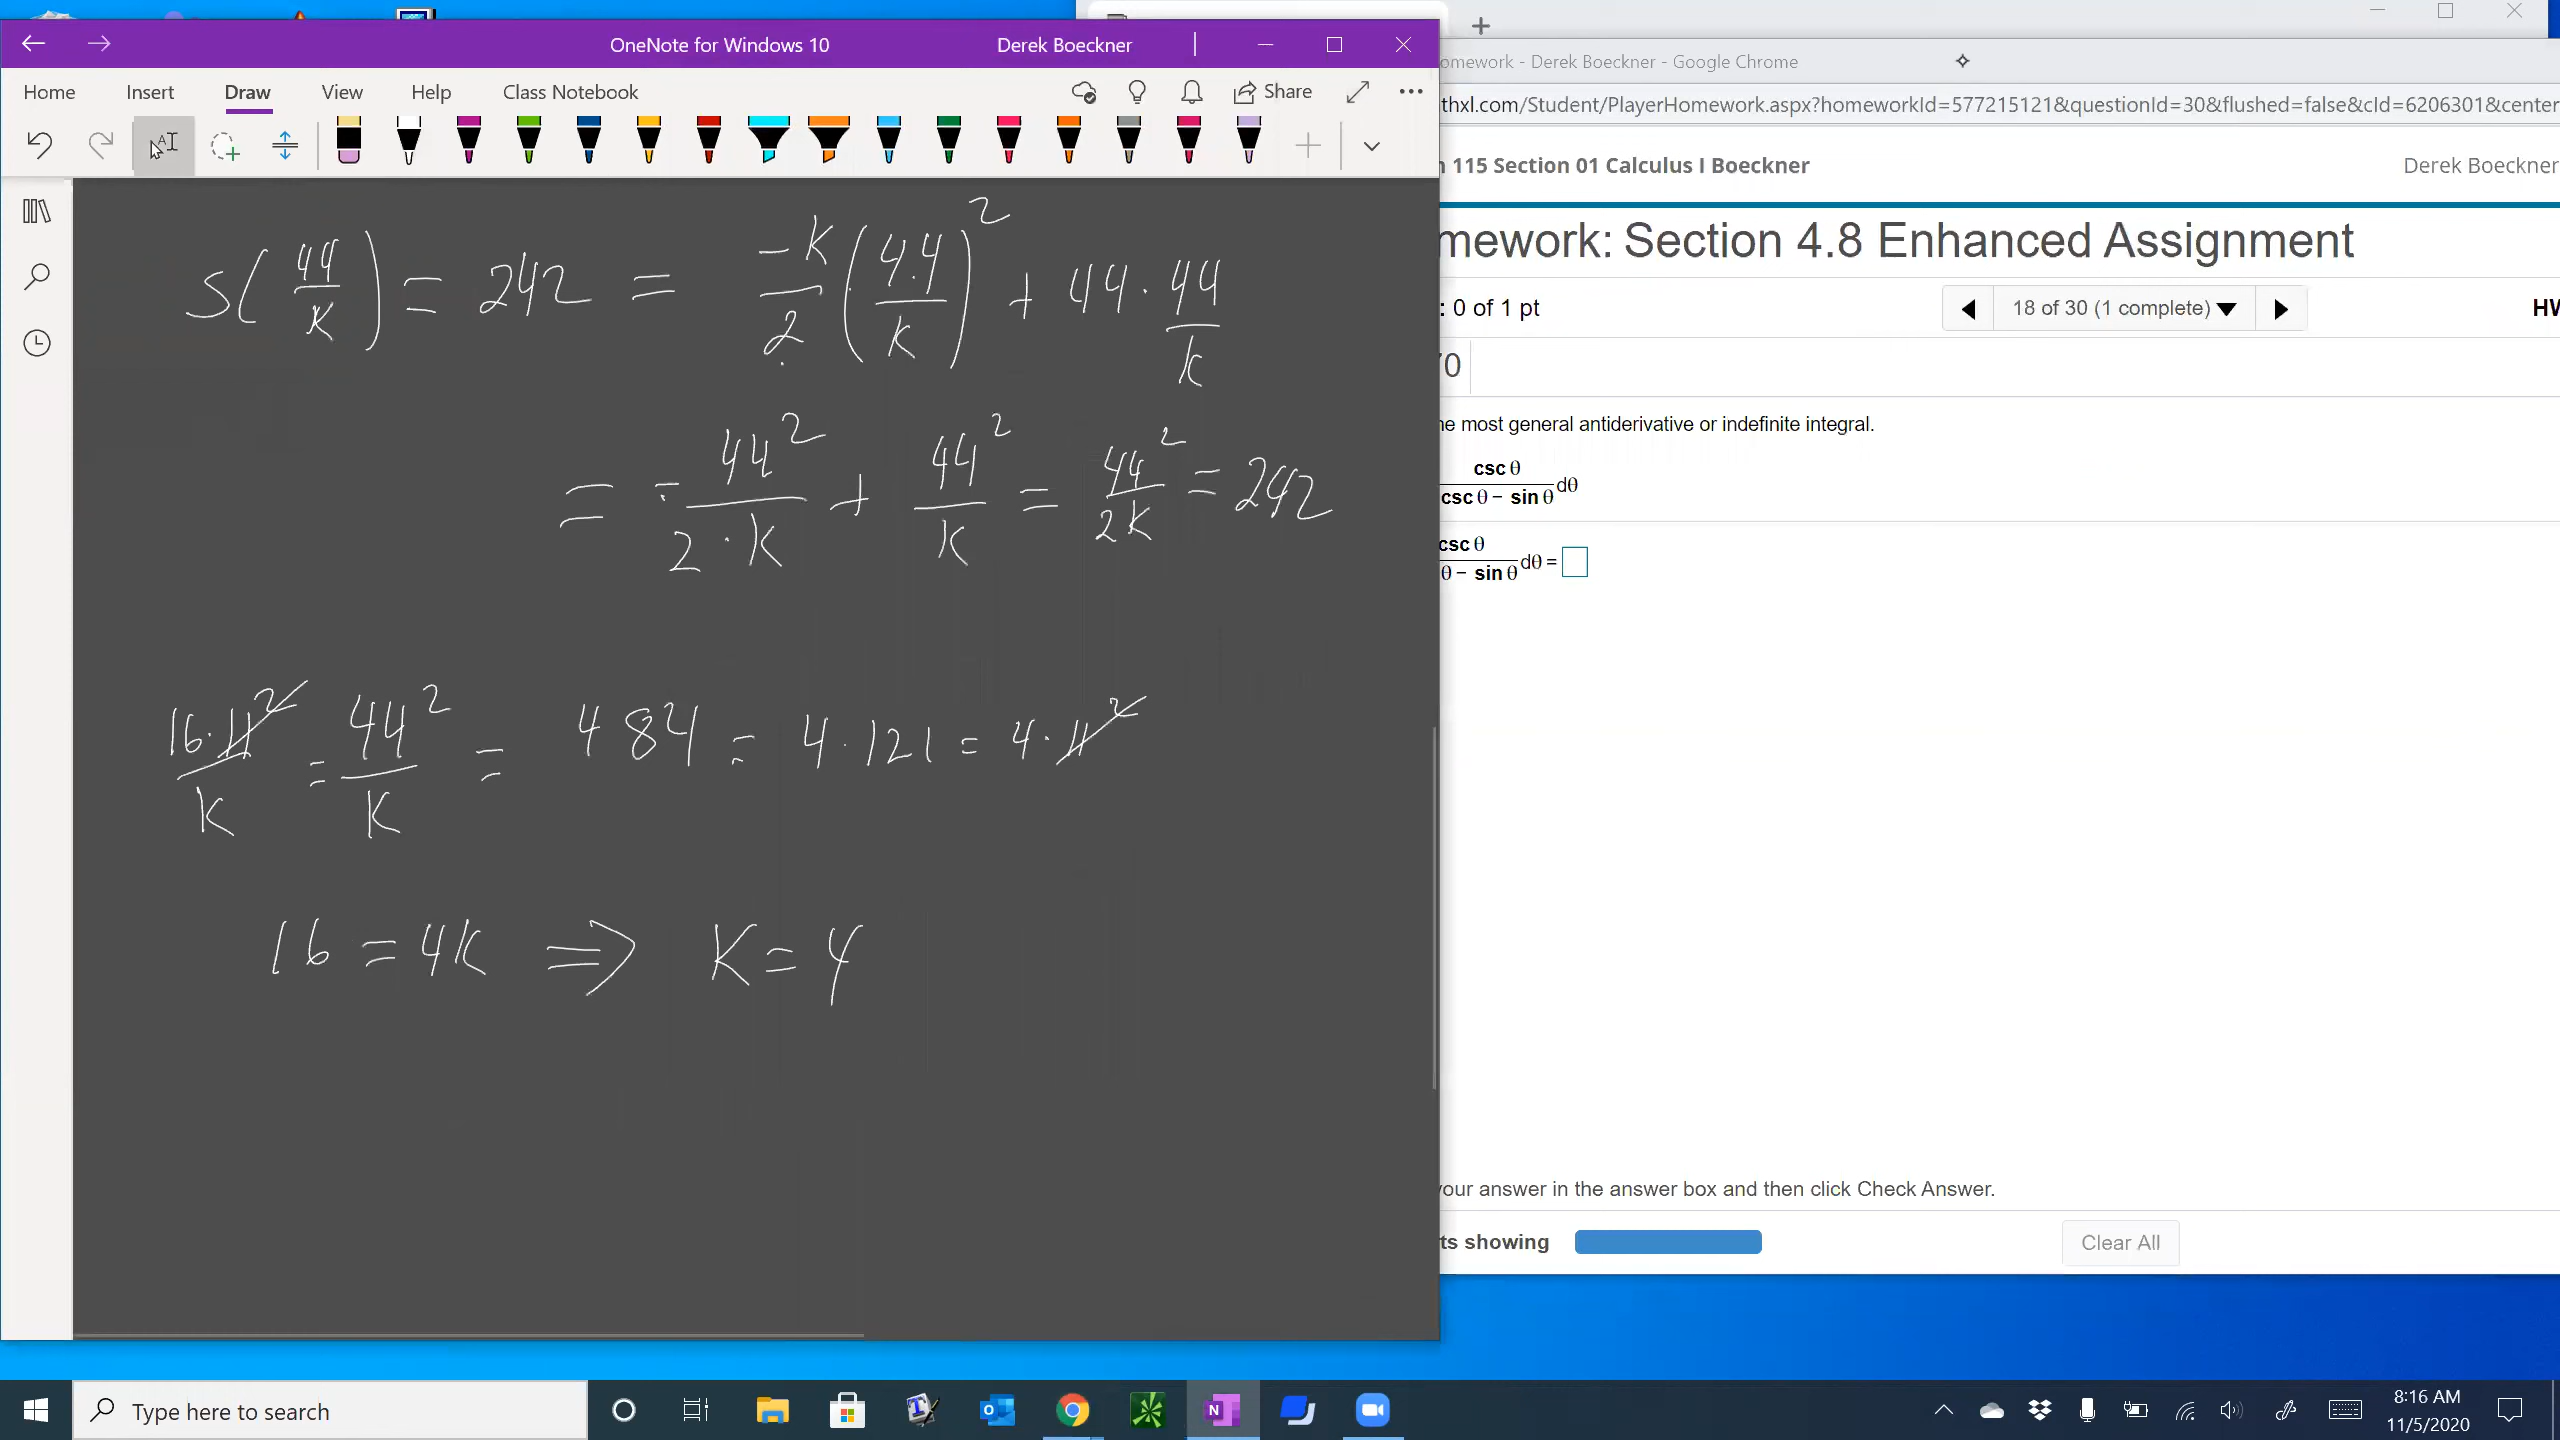 OneNote for Windows 10
Derek Boeckner
Home Insert Draw View Help Class Notebook
Share
S(44/K) = 242 = -K/2 (4.4/k)² + 44 · 44/k
= -44²/2·K + 44²/K = 44²/2K = 242
16·11²/K = 44²/K = 484 = 4·121 = 4·11²
16 = 4K ⇒ K = 4
omework - Derek Boeckner - Google Chrome
thxl.com/Student/PlayerHomework.aspx?homeworkId=577215121&questionId=30&flushed=false&cId=6206301&center
115 Section 01 Calculus I Boeckner
Derek Boeckner
mework: Section 4.8 Enhanced Assignment
: 0 of 1 pt
18 of 30 (1 complete)
HW
70
he most general antiderivative or indefinite integral.
csc θ
csc θ − sin θ dθ
csc θ
θ − sin θ dθ =
your answer in the answer box and then click Check Answer.
ts showing
Clear All
Type here to search
8:16 AM
11/5/2020